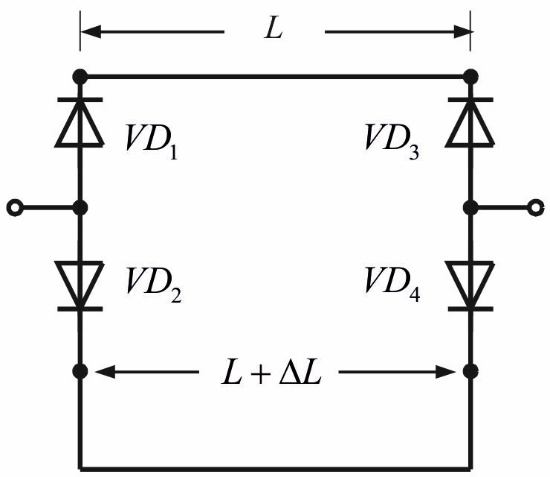 L
VD₁ VD₃
VD₂ VD₄
L + ΔL